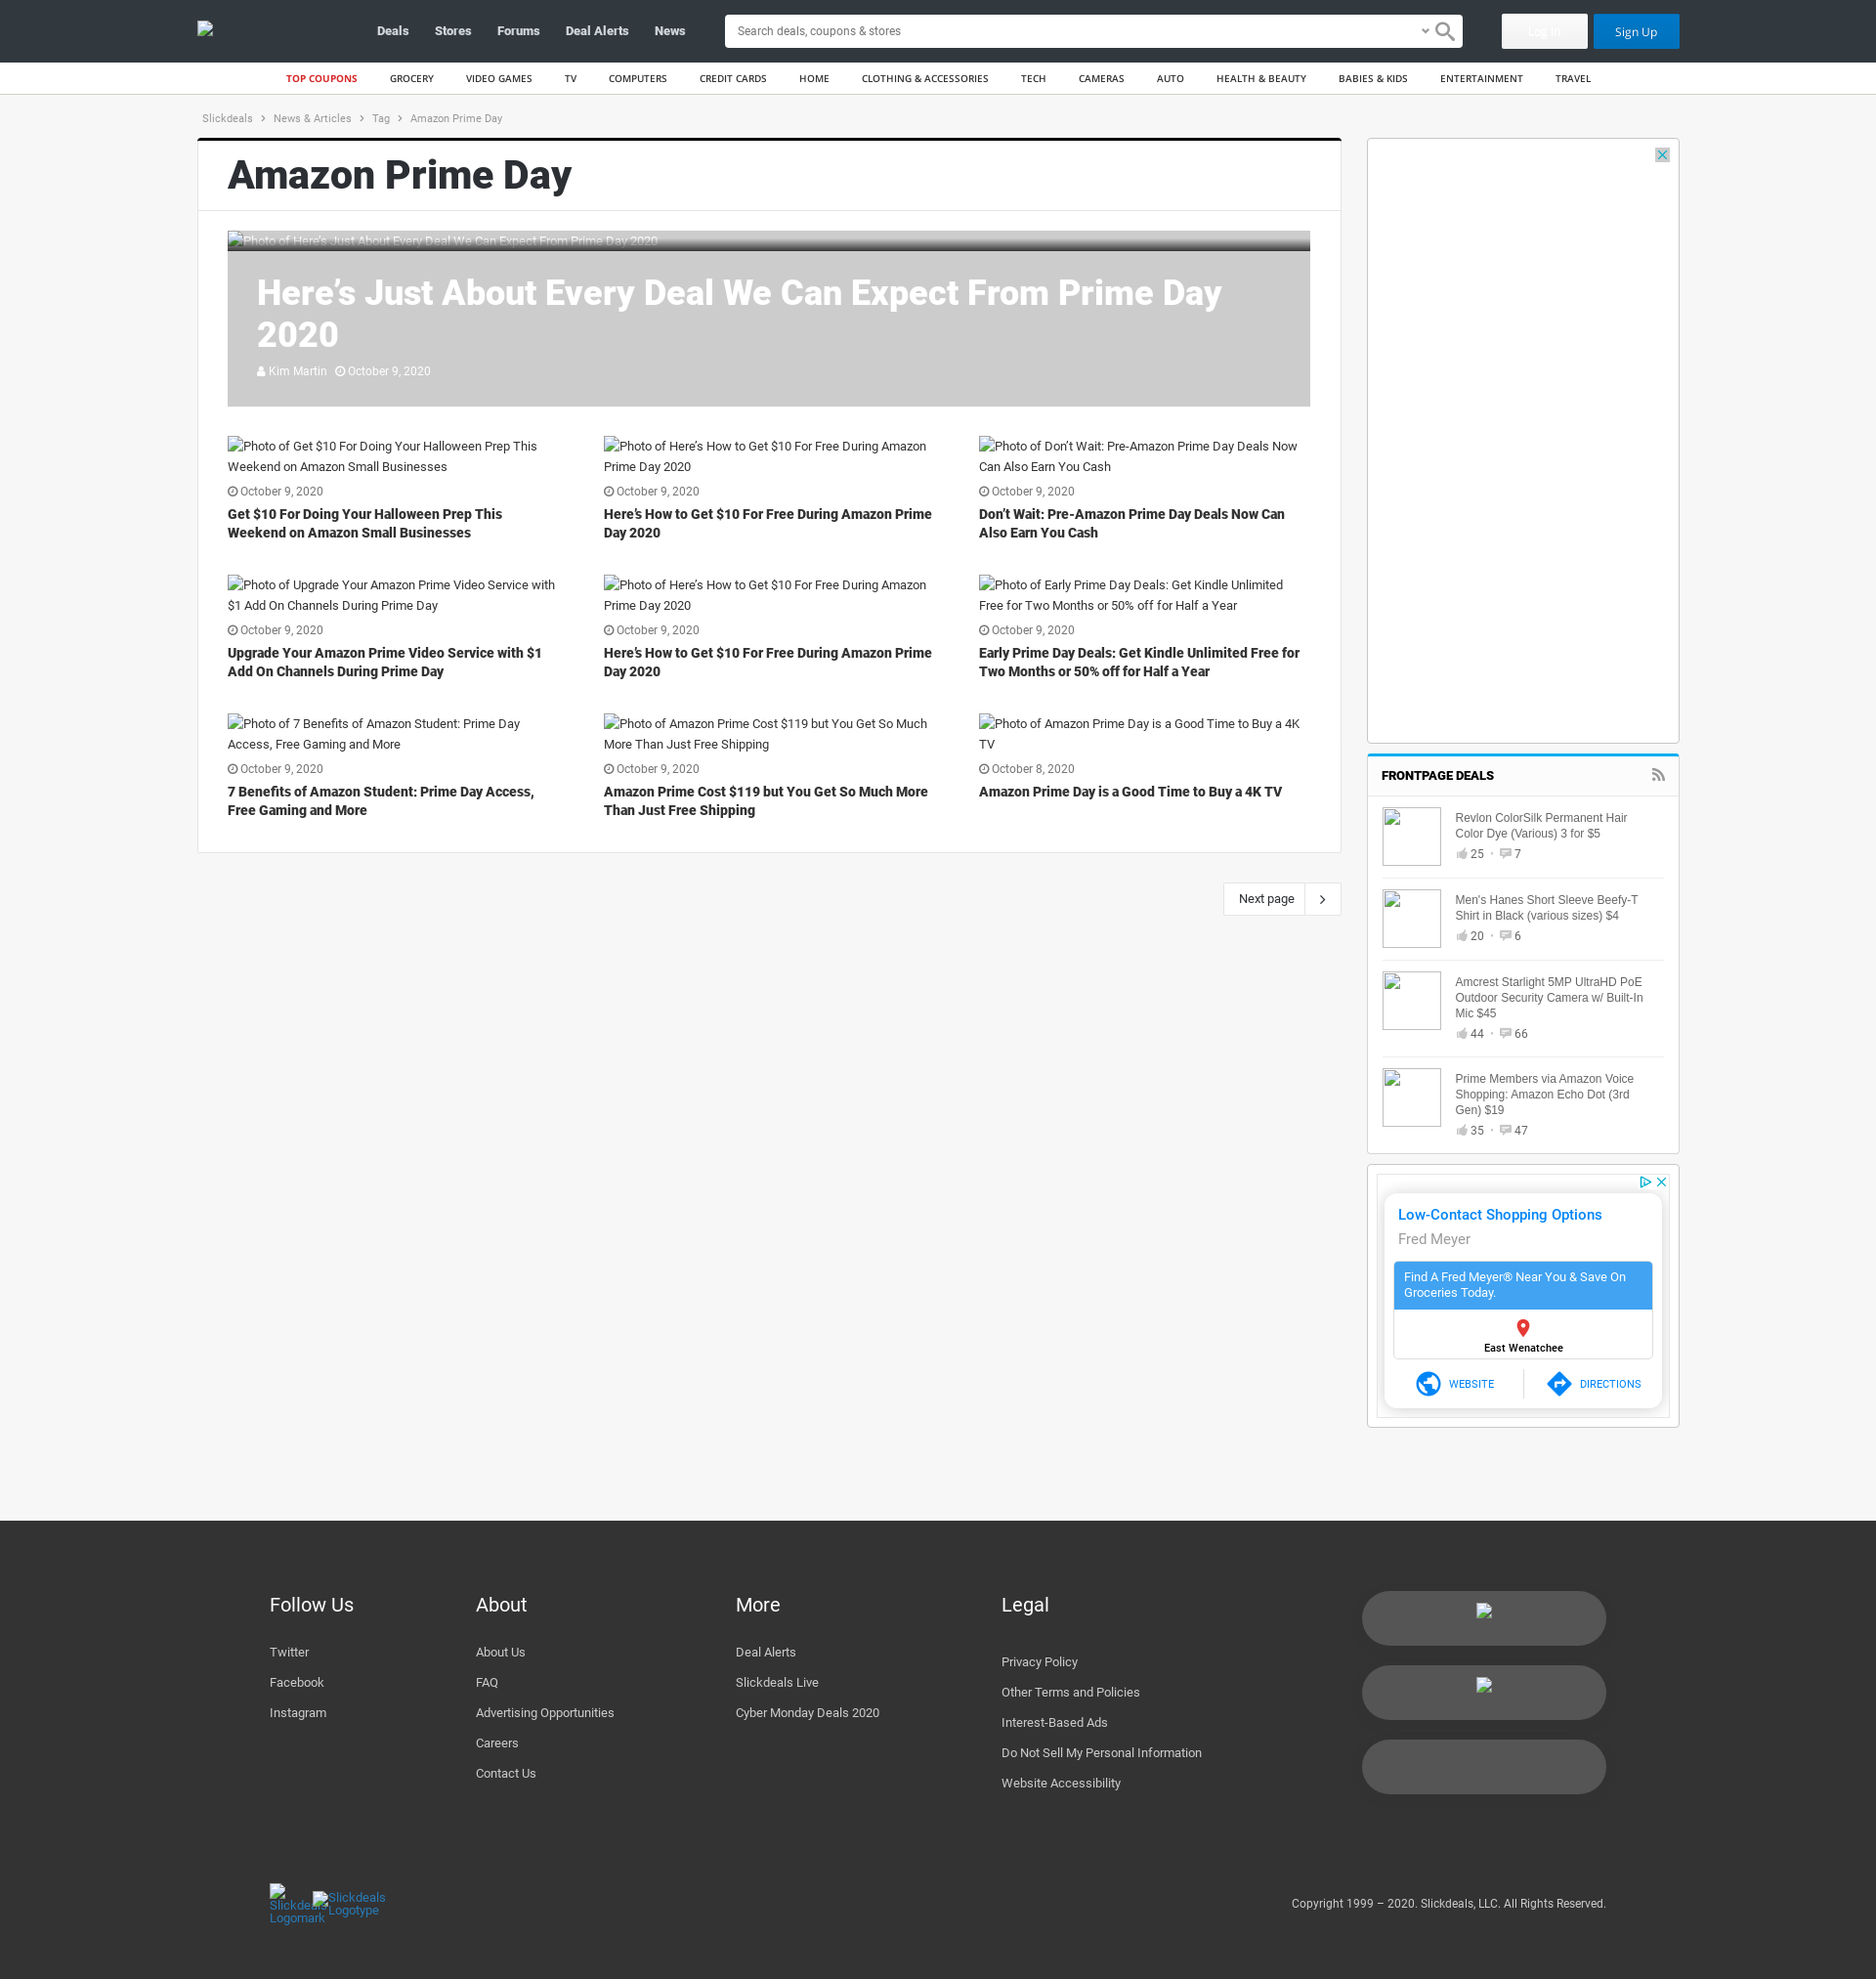 Deals Stores Forums Deal Alerts News Search deals, coupons & stores Log In Sign Up
TOP COUPONS GROCERY VIDEO GAMES TV COMPUTERS CREDIT CARDS HOME CLOTHING & ACCESSORIES TECH CAMERAS AUTO HEALTH & BEAUTY BABIES & KIDS ENTERTAINMENT TRAVEL
Slickdeals > News & Articles > Tag > Amazon Prime Day
Amazon Prime Day
Photo of Here's Just About Every Deal We Can Expect From Prime Day 2020
Here’s Just About Every Deal We Can Expect From Prime Day
2020
Kim Martin October 9, 2020
Photo of Get $10 For Doing Your Halloween Prep This
Weekend on Amazon Small Businesses
October 9, 2020
Get $10 For Doing Your Halloween Prep This
Weekend on Amazon Small Businesses
Photo of Here’s How to Get $10 For Free During Amazon
Prime Day 2020
October 9, 2020
Here’s How to Get $10 For Free During Amazon Prime
Day 2020
Photo of Don’t Wait: Pre-Amazon Prime Day Deals Now
Can Also Earn You Cash
October 9, 2020
Don’t Wait: Pre-Amazon Prime Day Deals Now Can
Also Earn You Cash
Photo of Upgrade Your Amazon Prime Video Service with
$1 Add On Channels During Prime Day
October 9, 2020
Upgrade Your Amazon Prime Video Service with $1
Add On Channels During Prime Day
Photo of Here’s How to Get $10 For Free During Amazon
Prime Day 2020
October 9, 2020
Here’s How to Get $10 For Free During Amazon Prime
Day 2020
Photo of Early Prime Day Deals: Get Kindle Unlimited
Free for Two Months or 50% off for Half a Year
October 9, 2020
Early Prime Day Deals: Get Kindle Unlimited Free for
Two Months or 50% off for Half a Year
Photo of 7 Benefits of Amazon Student: Prime Day
Access, Free Gaming and More
October 9, 2020
7 Benefits of Amazon Student: Prime Day Access,
Free Gaming and More
Photo of Amazon Prime Cost $119 but You Get So Much
More Than Just Free Shipping
October 9, 2020
Amazon Prime Cost $119 but You Get So Much More
Than Just Free Shipping
Photo of Amazon Prime Day is a Good Time to Buy a 4K
TV
October 8, 2020
Amazon Prime Day is a Good Time to Buy a 4K TV
Next page
FRONTPAGE DEALS
Revlon ColorSilk Permanent Hair
Color Dye (Various) 3 for $5
25 · 7
Men's Hanes Short Sleeve Beefy-T
Shirt in Black (various sizes) $4
20 · 6
Amcrest Starlight 5MP UltraHD PoE
Outdoor Security Camera w/ Built-In
Mic $45
44 · 66
Prime Members via Amazon Voice
Shopping: Amazon Echo Dot (3rd
Gen) $19
35 · 47
Low-Contact Shopping Options
Fred Meyer
Find A Fred Meyer® Near You & Save On
Groceries Today.
East Wenatchee
WEBSITE DIRECTIONS
Follow Us
Twitter
Facebook
Instagram
About
About Us
FAQ
Advertising Opportunities
Careers
Contact Us
More
Deal Alerts
Slickdeals Live
Cyber Monday Deals 2020
Legal
Privacy Policy
Other Terms and Policies
Interest-Based Ads
Do Not Sell My Personal Information
Website Accessibility
Slickdeals
Logomark
Slickdeals
Logotype
Copyright 1999 – 2020. Slickdeals, LLC. All Rights Reserved.